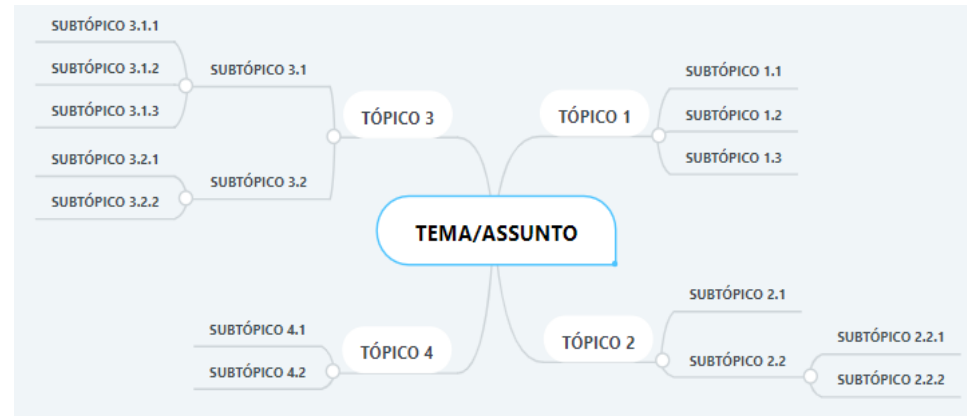 TEMA/ASSUNTO
TÓPICO 1
SUBTÓPICO 1.1
SUBTÓPICO 1.2
SUBTÓPICO 1.3
TÓPICO 2
SUBTÓPICO 2.1
SUBTÓPICO 2.2
SUBTÓPICO 2.2.1
SUBTÓPICO 2.2.2
TÓPICO 3
SUBTÓPICO 3.1
SUBTÓPICO 3.1.1
SUBTÓPICO 3.1.2
SUBTÓPICO 3.1.3
SUBTÓPICO 3.2
SUBTÓPICO 3.2.1
SUBTÓPICO 3.2.2
TÓPICO 4
SUBTÓPICO 4.1
SUBTÓPICO 4.2